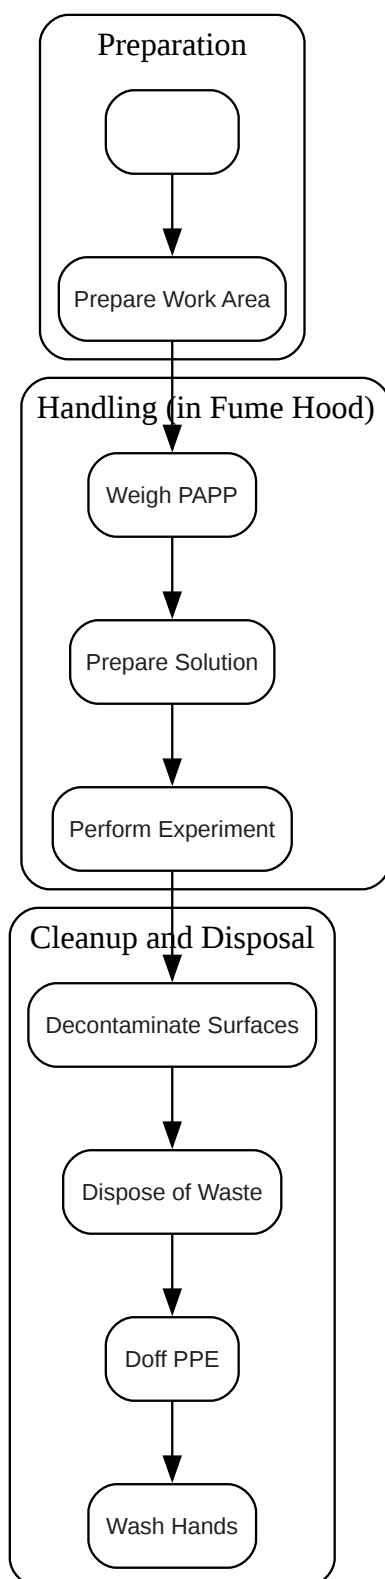 Preparation
Prepare Work Area
Handling (in Fume Hood)
Weigh PAPP
Prepare Solution
Perform Experiment
Cleanup and Disposal
Decontaminate Surfaces
Dispose of Waste
Doff PPE
Wash Hands